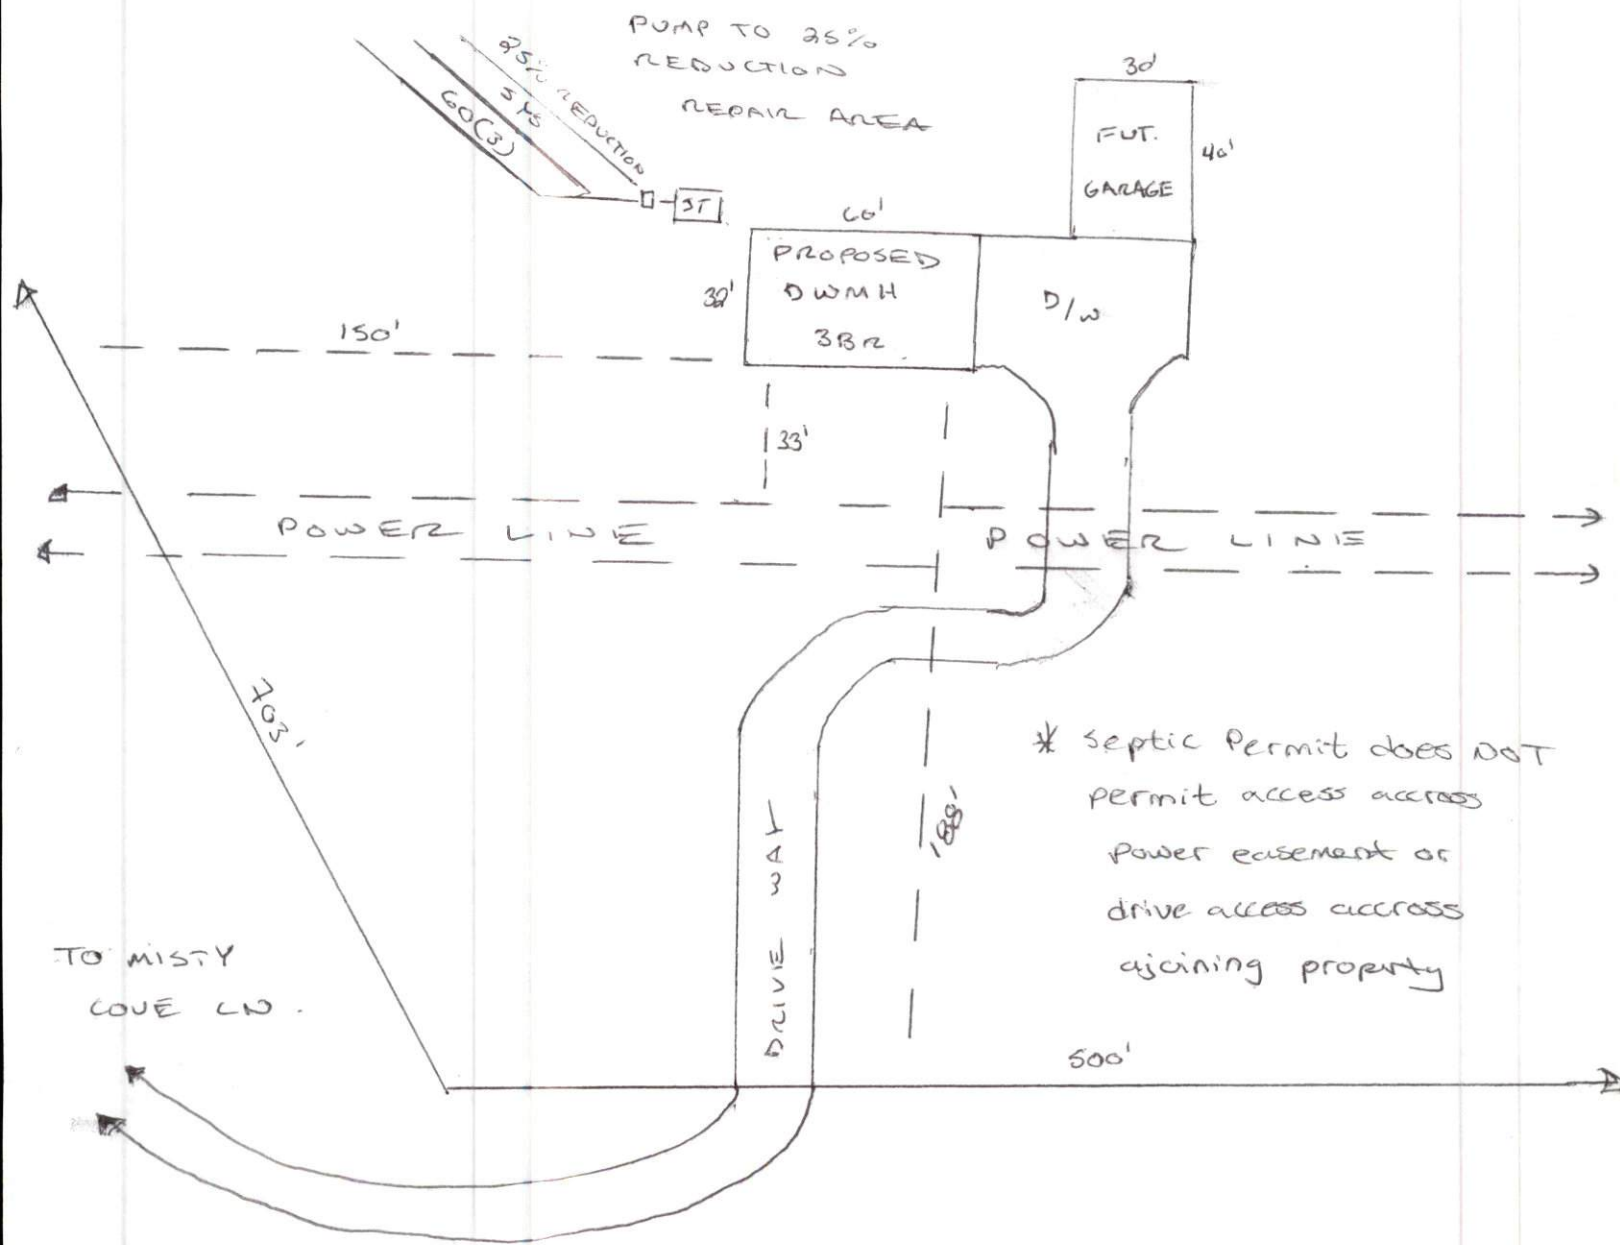 PUMP TO 25%
REDUCTION
REPAIR AREA
25% REDUCTION
SYS
60(3)
ST
30'
FUT.
GARAGE
40'
60'
PROPOSED
DWMH
3BR
32'
D/W
150'
33'
POWER LINE
POWER LINE
703'
188'
DRIVE WAY
* Septic Permit does NOT
permit access accross
power easement or
drive access accross
ajoining property
TO MISTY
COVE LN.
500'